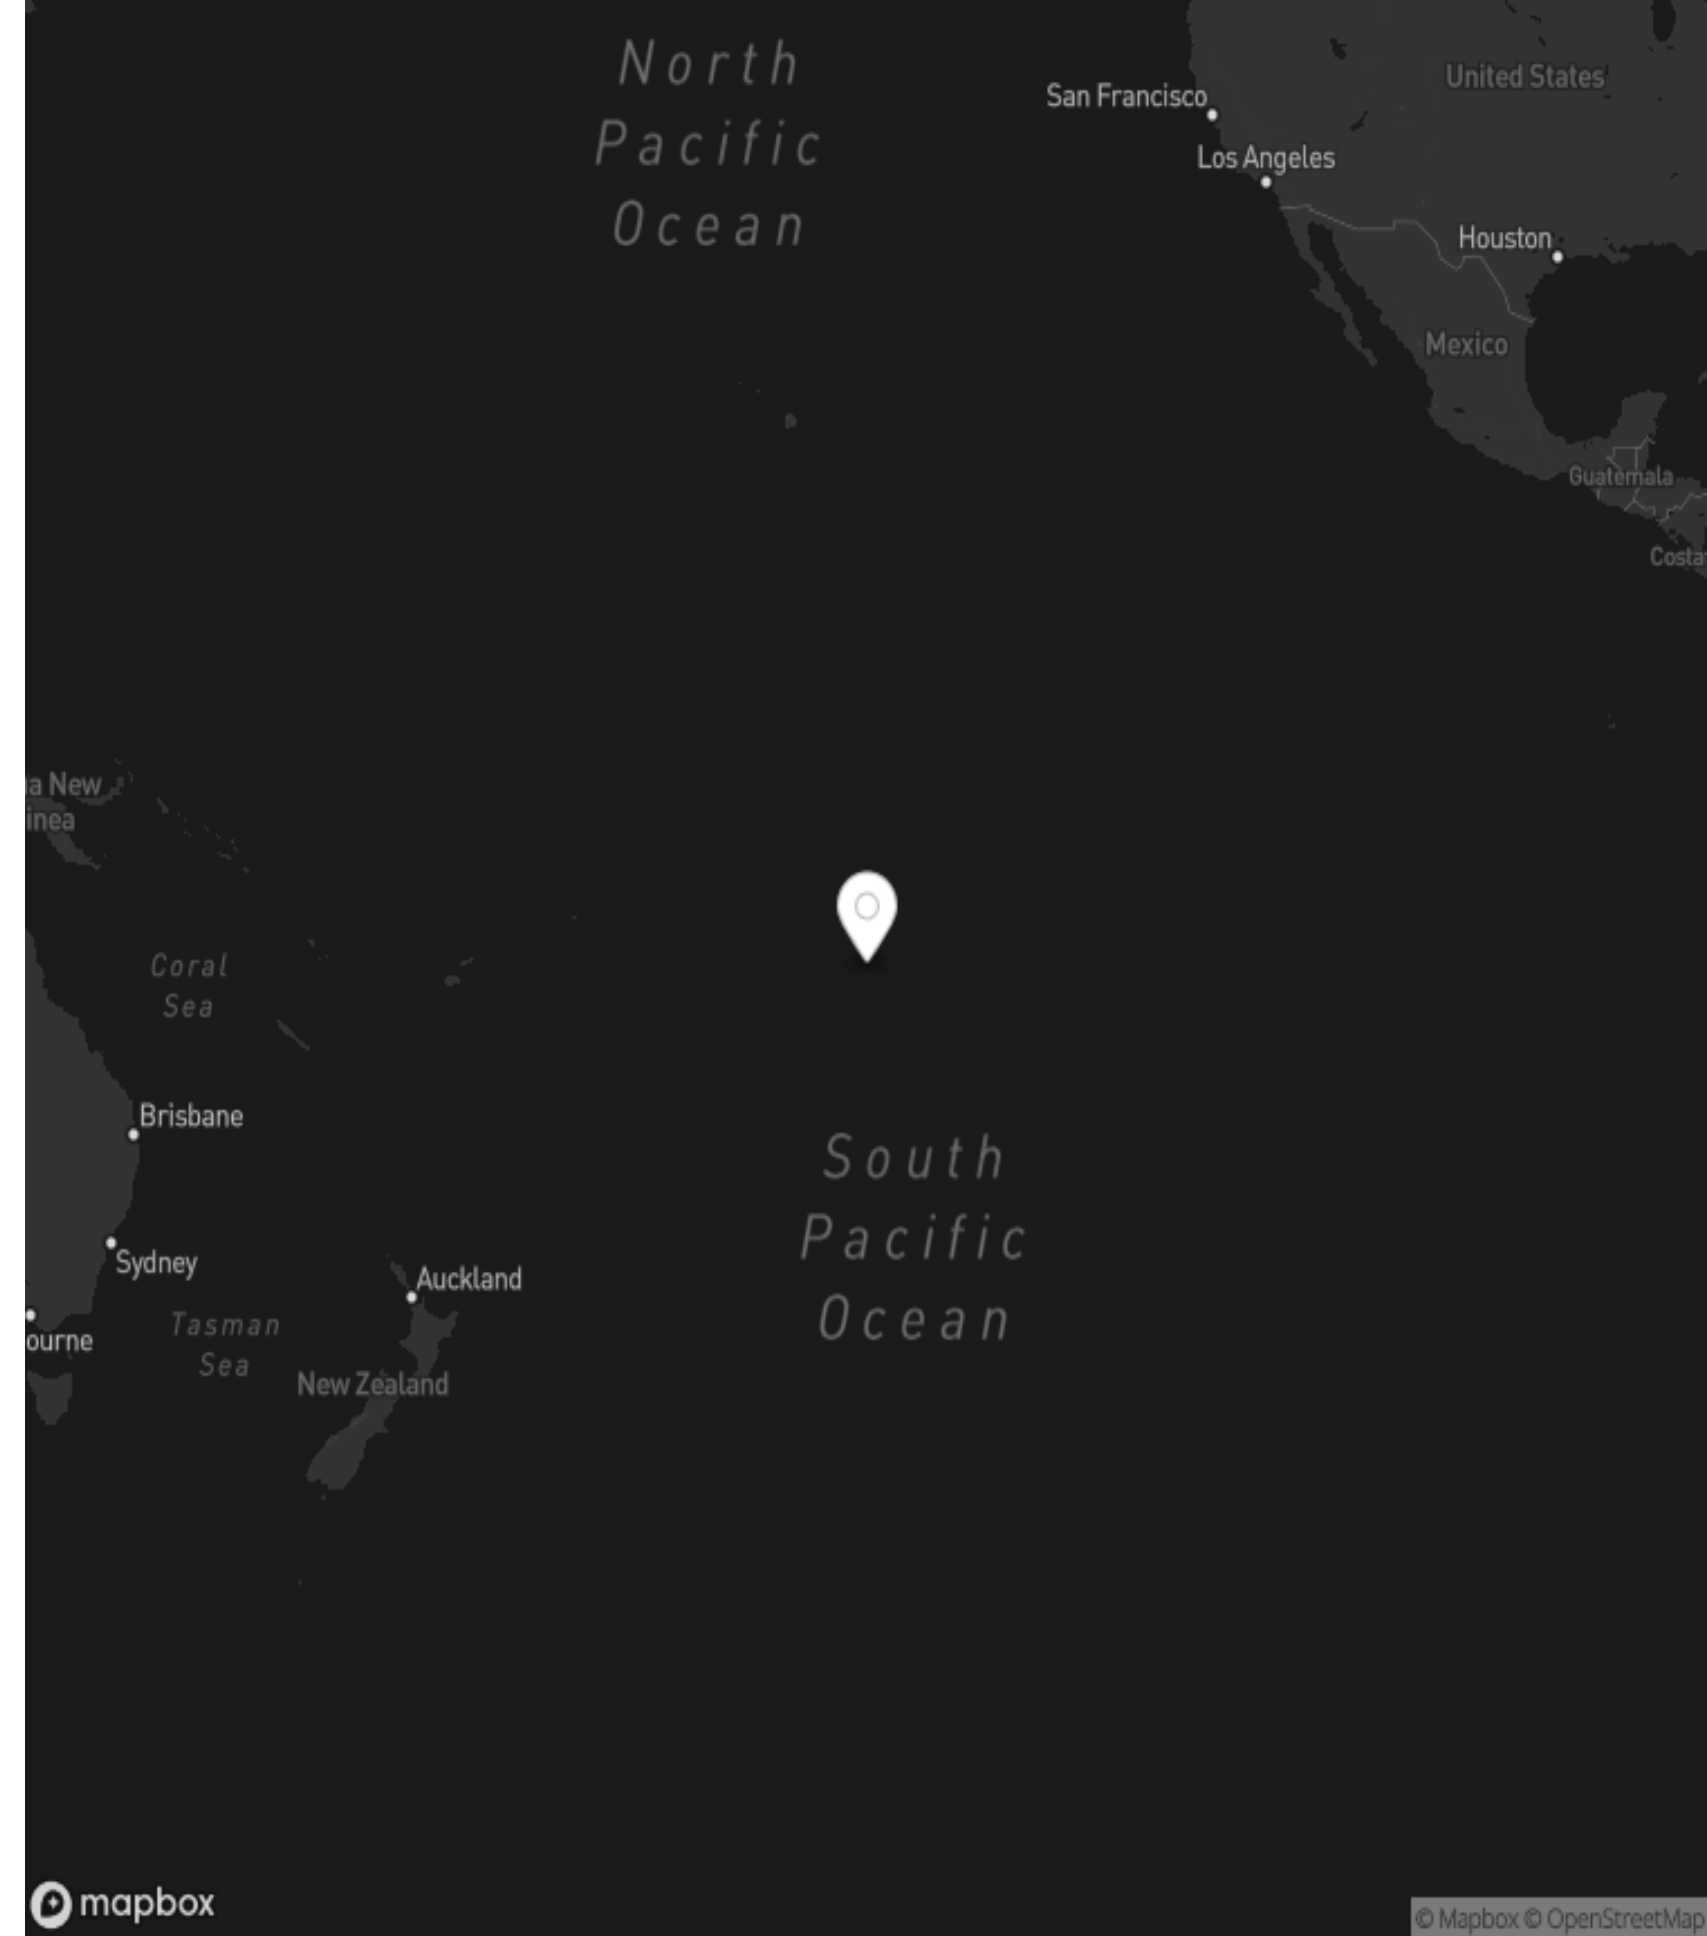 North
Pacific
Ocean
San Francisco
United States
Los Angeles
Houston
Mexico
Guatemala
Costa
a New
inea
Coral
Sea
Brisbane
South
Pacific
Ocean
Sydney
Auckland
Tasman
Sea
ourne
New Zealand
mapbox
© Mapbox © OpenStreetMap